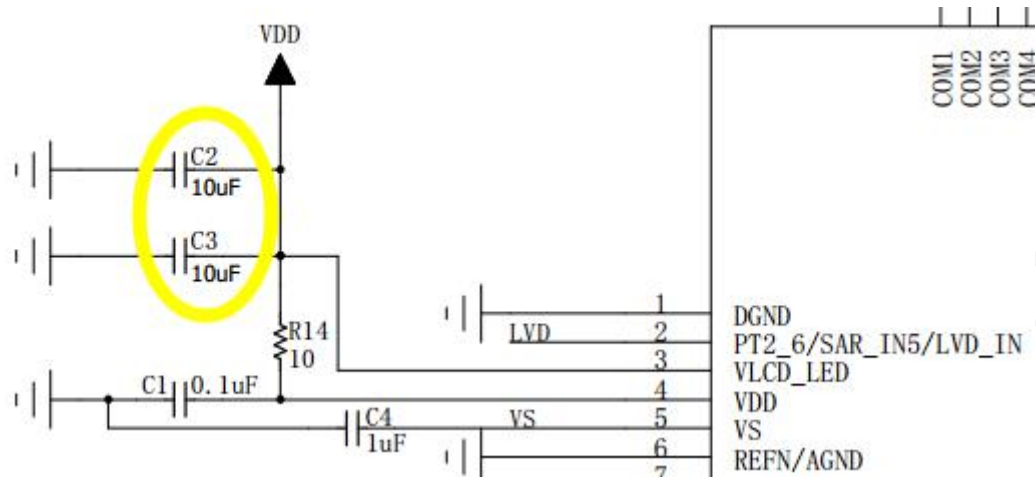 VDD
COM1
COM2
COM3
COM4
C2
10uF
C3
10uF
R14
10
C1 0.1uF
C4
1uF
LVD
VS
1
2
3
4
5
6
7
DGND
PT2_6/SAR_IN5/LVD_IN
VLCD_LED
VDD
VS
REFN/AGND